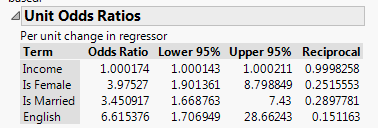 Unit Odds Ratios
Per unit change in regressor
Term Odds Ratio Lower 95% Upper 95% Reciprocal
Income 1.000174 1.000143 1.000211 0.9998258
Is Female 3.97527 1.901361 8.798849 0.2515553
Is Married 3.450917 1.668763 7.43 0.2897781
English 6.615376 1.706949 28.66243 0.151163